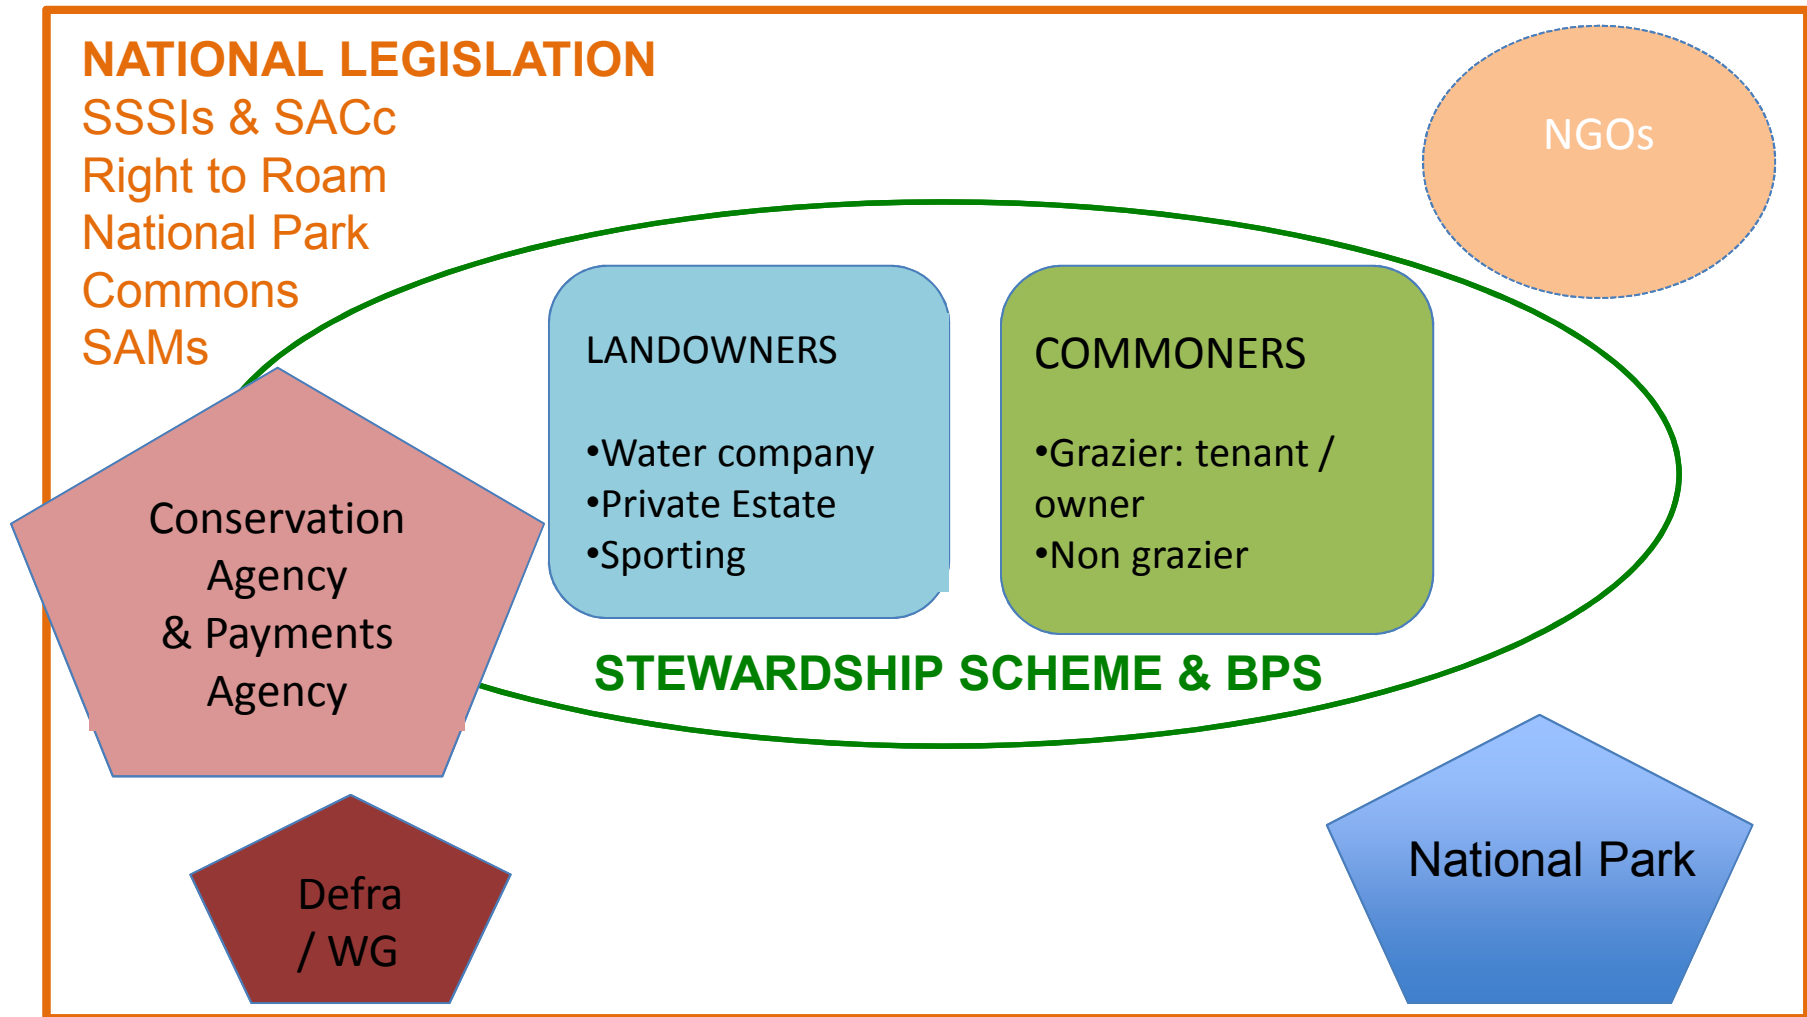 NATIONAL LEGISLATION
SSSIs & SACc
Right to Roam
National Park
Commons
SAMs
NGOs
LANDOWNERS
•Water company
•Private Estate
•Sporting
COMMONERS
•Grazier: tenant /
owner
•Non grazier
Conservation
Agency
& Payments
Agency
STEWARDSHIP SCHEME & BPS
Defra
/ WG
National Park